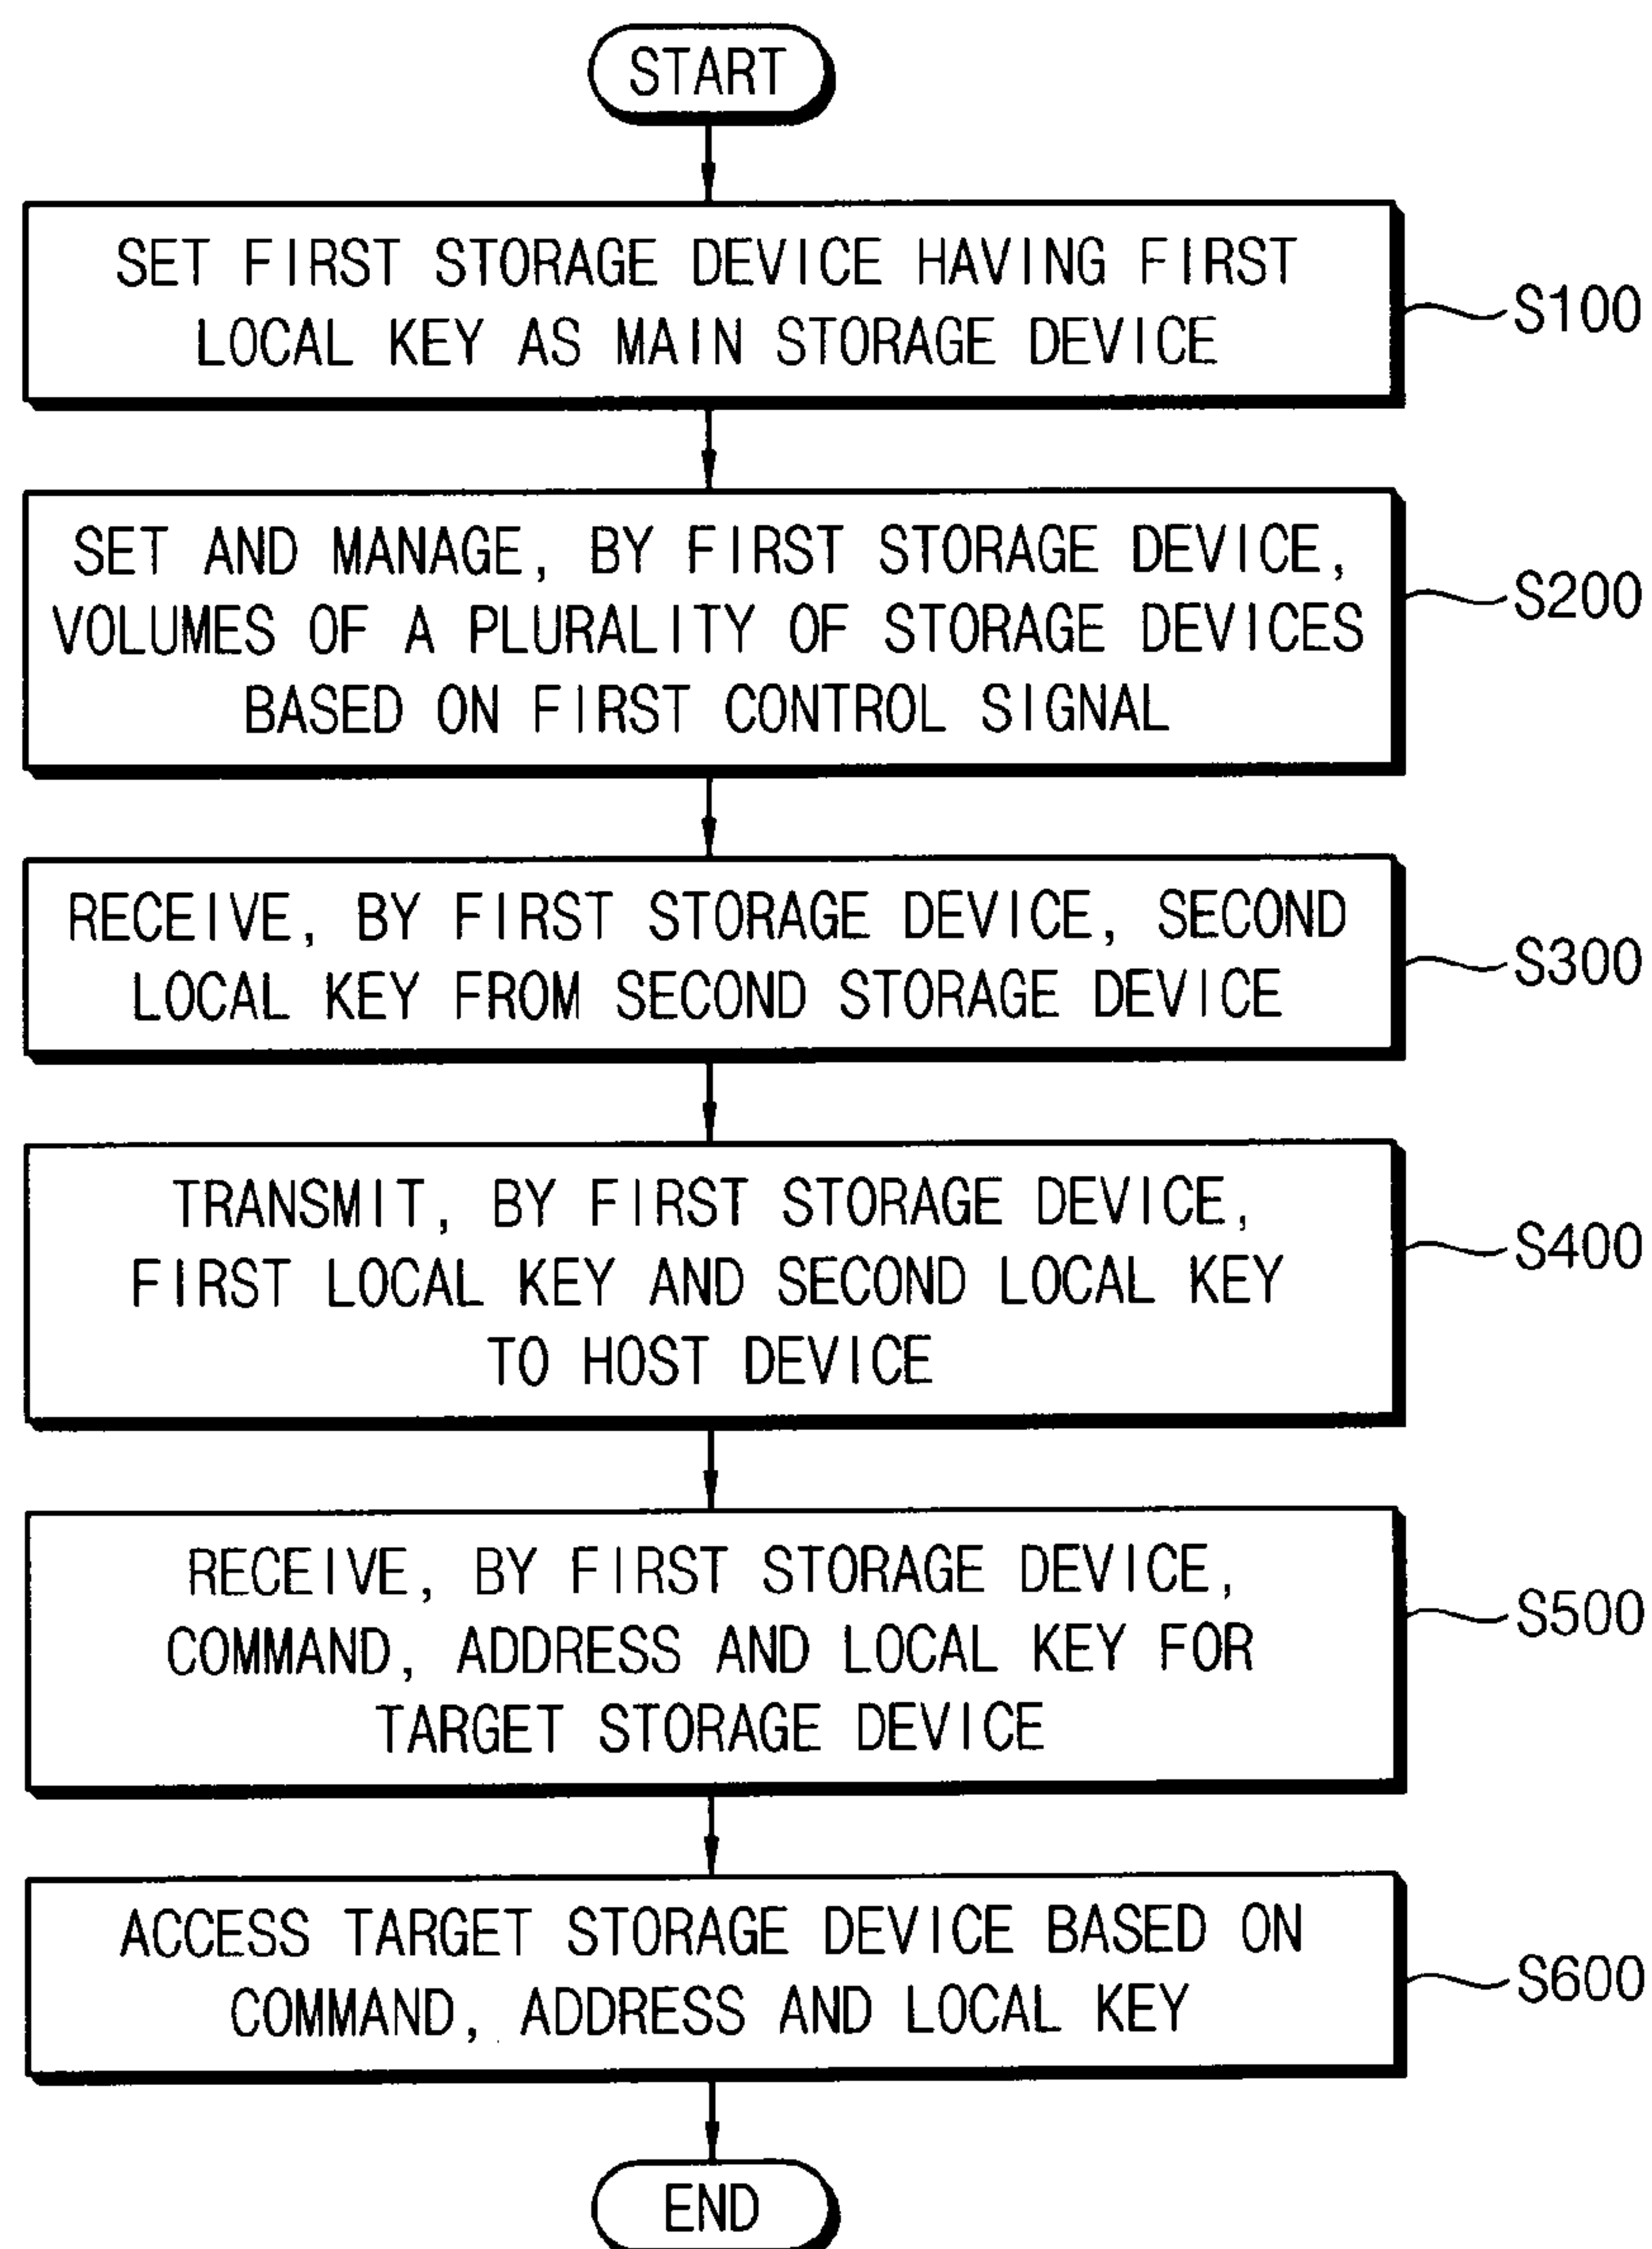 START
SET FIRST STORAGE DEVICE HAVING FIRST
LOCAL KEY AS MAIN STORAGE DEVICE
S100
SET AND MANAGE, BY FIRST STORAGE DEVICE,
VOLUMES OF A PLURALITY OF STORAGE DEVICES
BASED ON FIRST CONTROL SIGNAL
S200
RECEIVE, BY FIRST STORAGE DEVICE, SECOND
LOCAL KEY FROM SECOND STORAGE DEVICE
S300
TRANSMIT, BY FIRST STORAGE DEVICE,
FIRST LOCAL KEY AND SECOND LOCAL KEY
TO HOST DEVICE
S400
RECEIVE, BY FIRST STORAGE DEVICE,
COMMAND, ADDRESS AND LOCAL KEY FOR
TARGET STORAGE DEVICE
S500
ACCESS TARGET STORAGE DEVICE BASED ON
COMMAND, ADDRESS AND LOCAL KEY
S600
END